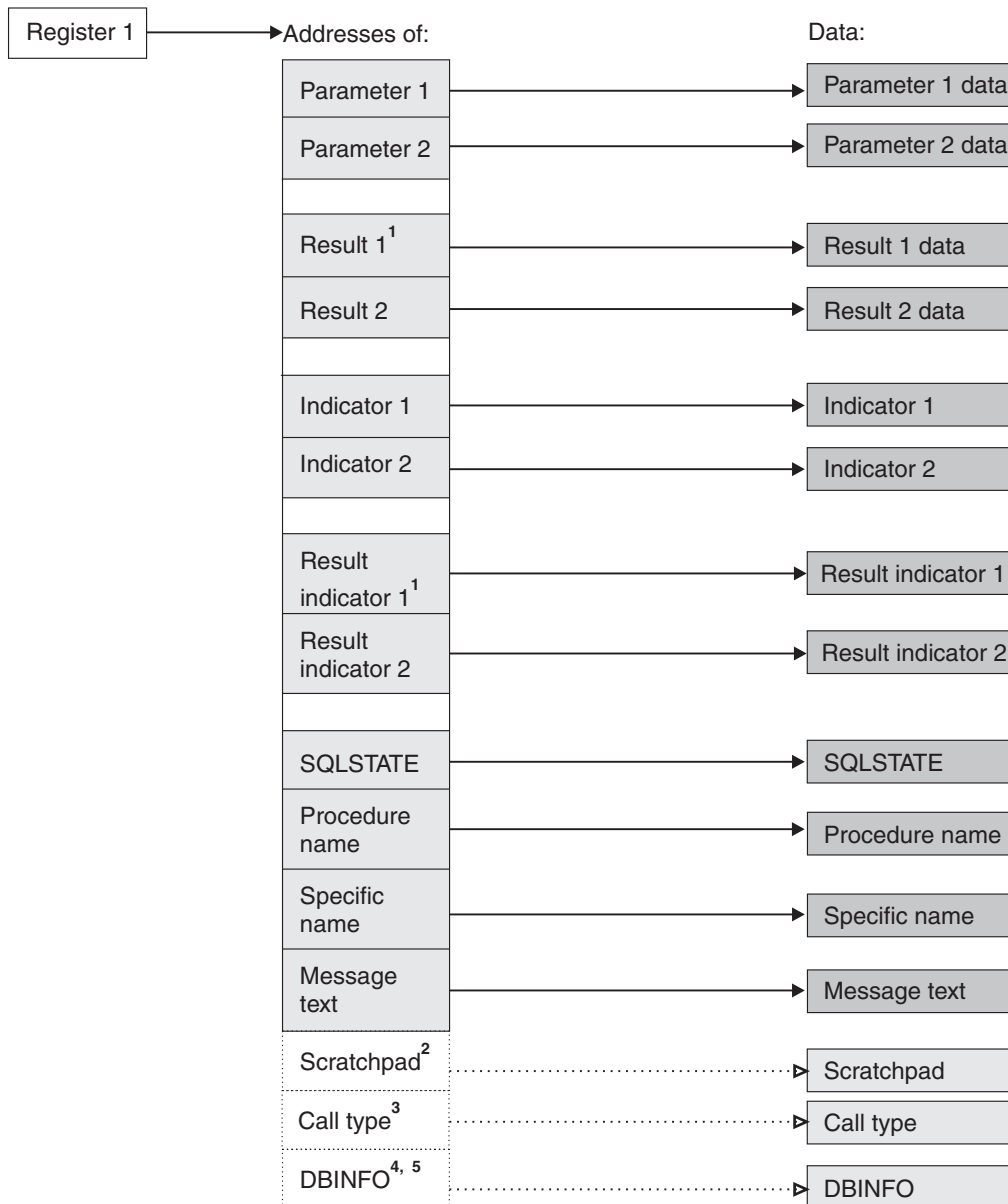 Register 1
Addresses of:
Data:
Parameter 1
Parameter 1 data
Parameter 2
Parameter 2 data
Result 1¹
Result 1 data
Result 2
Result 2 data
Indicator 1
Indicator 1
Indicator 2
Indicator 2
Result
indicator 1¹
Result indicator 1
Result
indicator 2
Result indicator 2
SQLSTATE
SQLSTATE
Procedure
name
Procedure name
Specific
name
Specific name
Message
text
Message text
Scratchpad²
Scratchpad
Call type³
Call type
DBINFO⁴, ⁵
DBINFO